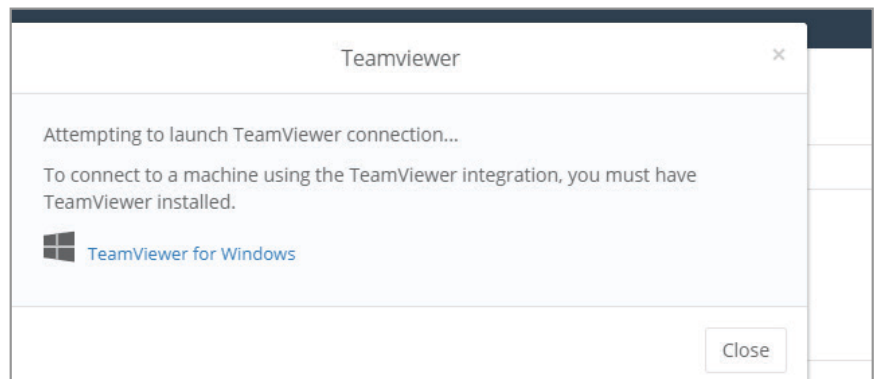 Teamviewer
×
Attempting to launch TeamViewer connection...
To connect to a machine using the TeamViewer integration, you must have
TeamViewer installed.
TeamViewer for Windows
Close